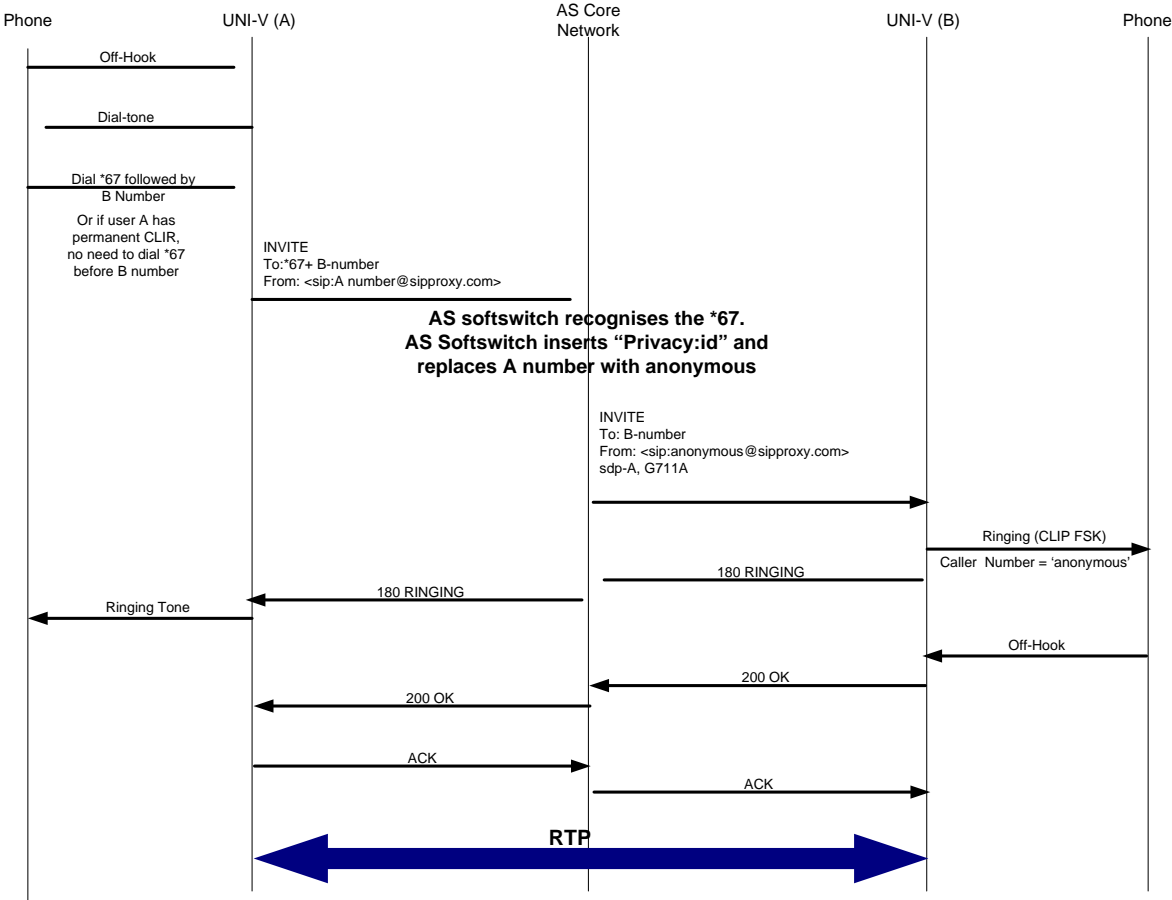 Phone
UNI-V (A)
AS Core
Network
UNI-V (B)
Phone
Off-Hook
Dial-tone
Dial *67 followed by
B Number
Or if user A has
permanent CLIR,
no need to dial *67
before B number
INVITE
To:*67+ B-number
From: <sip:A number@sipproxy.com>
AS softswitch recognises the *67.
AS Softswitch inserts “Privacy:id” and
replaces A number with anonymous
INVITE
To: B-number
From: <sip:anonymous@sipproxy.com>
sdp-A, G711A
Ringing (CLIP FSK)
Caller Number = ‘anonymous’
180 RINGING
180 RINGING
Ringing Tone
Off-Hook
200 OK
200 OK
ACK
ACK
RTP